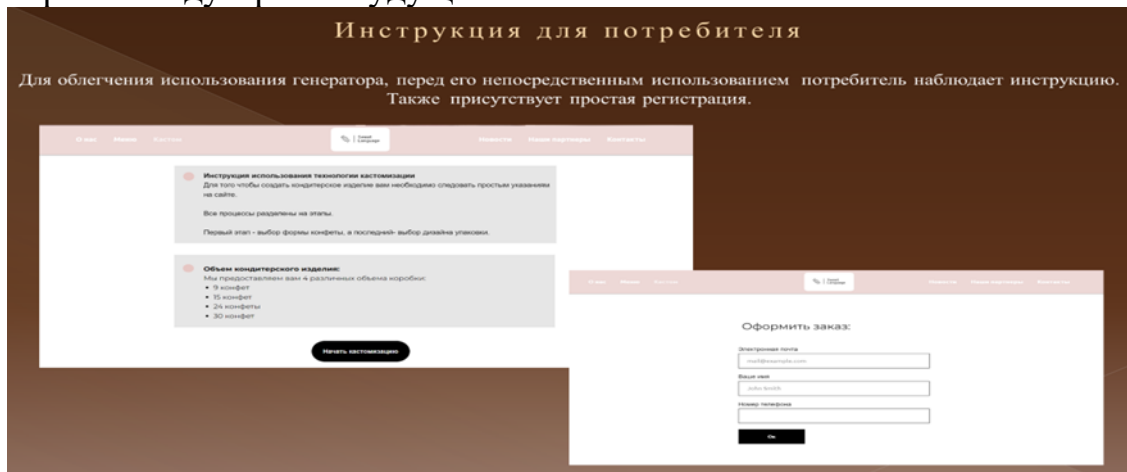 Инструкция для потребителя
Для облегчения использования генератора, перед его непосредственным использованием потребитель наблюдает инструкцию.
Также присутствует простая регистрация.
О нас Меню Кастом Sweet Language Новости Наши партнеры Контакты
Инструкция использования технологии кастомизации
Для того чтобы создать кондитерское изделие вам необходимо следовать простым указаниям
на сайте.
Все процессы разделены на этапы.
Первый этап - выбор формы конфеты, а последний- выбор дизайна упаковки.
Объем кондитерского изделия:
Мы предоставляем вам 4 различных объема коробки:
• 9 конфет
• 15 конфет
• 24 конфеты
• 30 конфет
Начать кастомизацию
О нас Меню Кастом Sweet Language Новости Наши партнеры Контакты
Оформить заказ:
Электронная почта
mail@example.com
Ваше имя
John Smith
Номер телефона
Ок